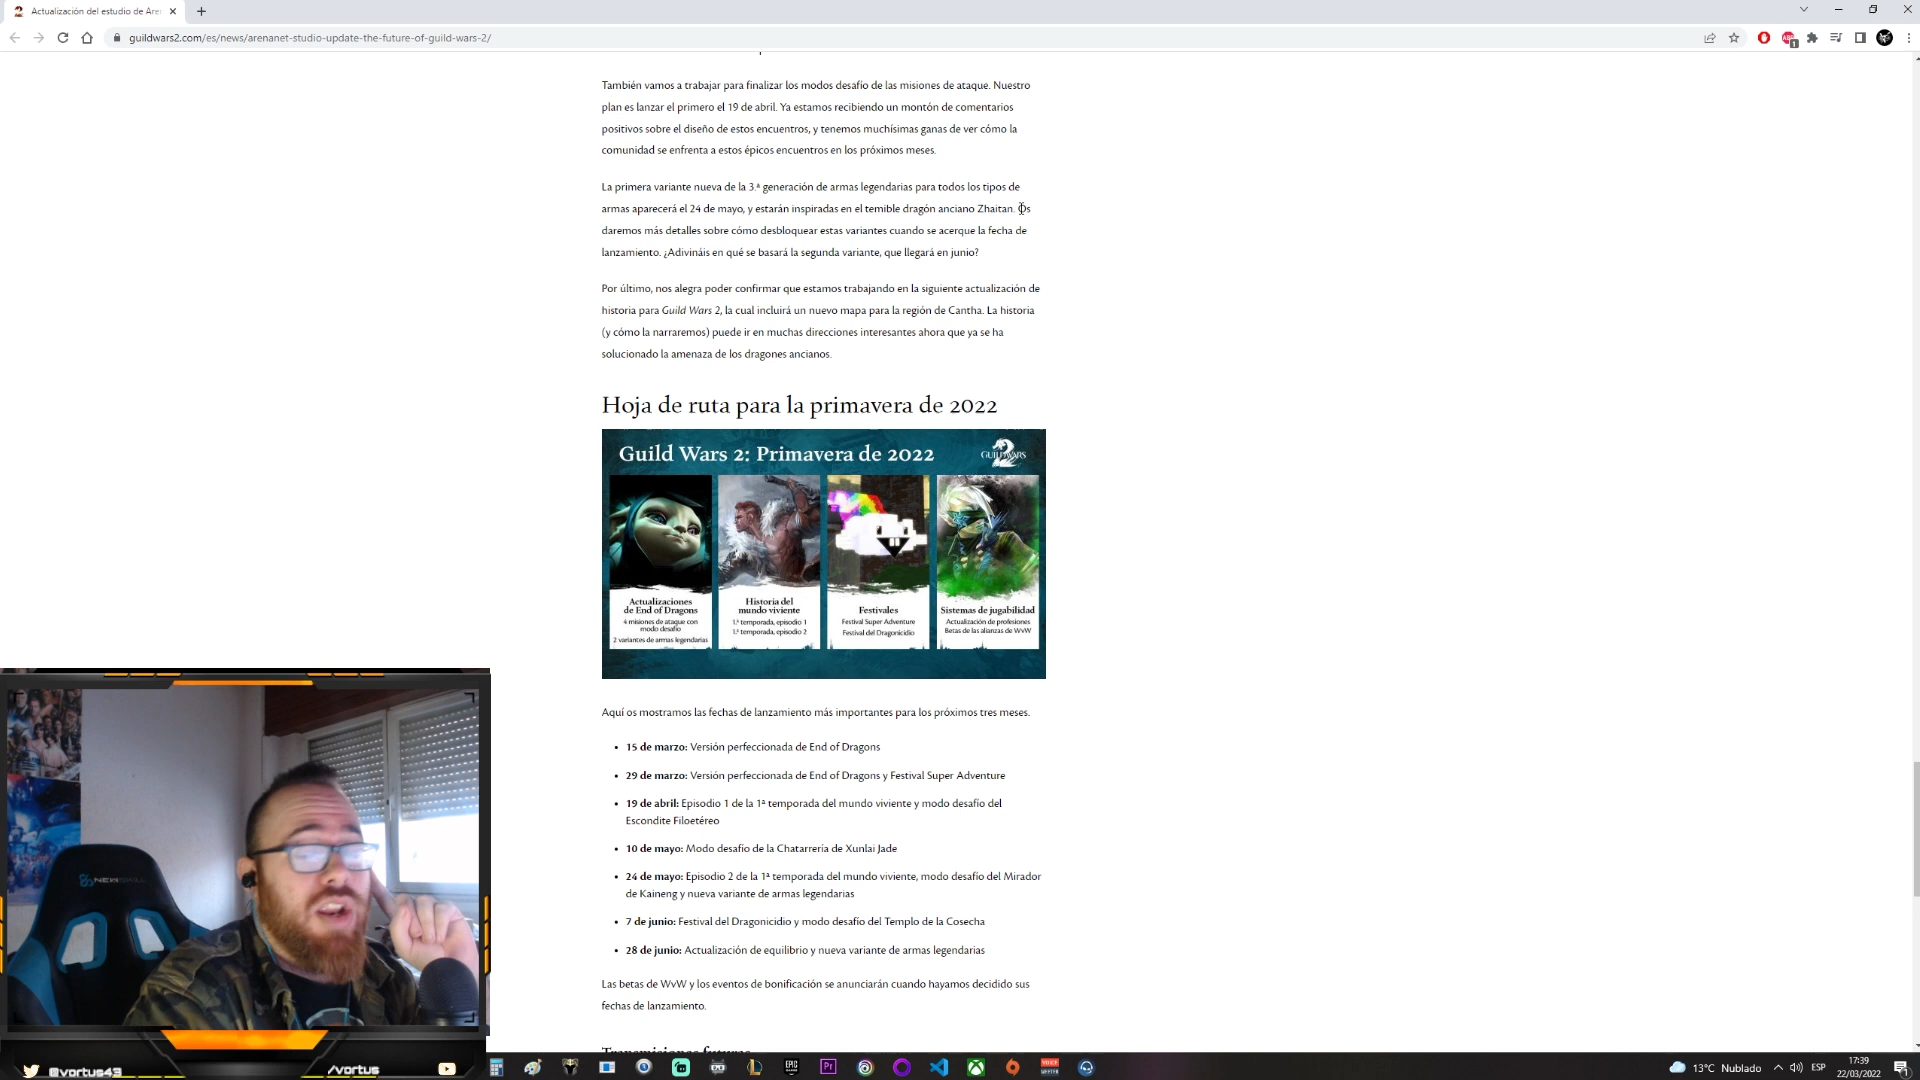 Actualización del estudio de Are
guildwars2.com/es/news/arenanet-studio-update-the-future-of-guild-wars-2/
También vamos a trabajar para finalizar los modos desafío de las misiones de ataque. Nuestro
plan es lanzar el primero el 19 de abril. Ya estamos recibiendo un montón de comentarios
positivos sobre el diseño de estos encuentros, y tenemos muchísimas ganas de ver cómo la
comunidad se enfrenta a estos épicos encuentros en los próximos meses.
La primera variante nueva de la 3.ª generación de armas legendarias para todos los tipos de
armas aparecerá el 24 de mayo, y estarán inspiradas en el temible dragón anciano Zhaitan. Os
daremos más detalles sobre cómo desbloquear estas variantes cuando se acerque la fecha de
lanzamiento. ¿Adivináis en qué se basará la segunda variante, que llegará en junio?
Por último, nos alegra poder confirmar que estamos trabajando en la siguiente actualización de
historia para Guild Wars 2, la cual incluirá un nuevo mapa para la región de Cantha. La historia
(y cómo la narraremos) puede ir en muchas direcciones interesantes ahora que ya se ha
solucionado la amenaza de los dragones ancianos.
Hoja de ruta para la primavera de 2022
Guild Wars 2: Primavera de 2022
GUILD WARS 2
Actualizaciones
de End of Dragons
4 misiones de ataque con
modo desafío
2 variantes de armas legendarias
Historia del
mundo viviente
1.ª temporada, episodio 1
1.ª temporada, episodio 2
Festivales
Festival Super Adventure
Festival del Dragonicidio
Sistemas de jugabilidad
Actualización de profesiones
Betas de las alianzas de WvW
Aquí os mostramos las fechas de lanzamiento más importantes para los próximos tres meses.
• 15 de marzo: Versión perfeccionada de End of Dragons
• 29 de marzo: Versión perfeccionada de End of Dragons y Festival Super Adventure
• 19 de abril: Episodio 1 de la 1ª temporada del mundo viviente y modo desafío del
Escondite Filoetéreo
• 10 de mayo: Modo desafío de la Chatarrería de Xunlai Jade
• 24 de mayo: Episodio 2 de la 1ª temporada del mundo viviente, modo desafío del Mirador
de Kaineng y nueva variante de armas legendarias
• 7 de junio: Festival del Dragonicidio y modo desafío del Templo de la Cosecha
• 28 de junio: Actualización de equilibrio y nueva variante de armas legendarias
Las betas de WvW y los eventos de bonificación se anunciarán cuando hayamos decidido sus
fechas de lanzamiento.
Transmisiones futuras
@vortus43
/vortus
EPIC
Pr
13°C Nublado
ESP
17:39
22/03/2022